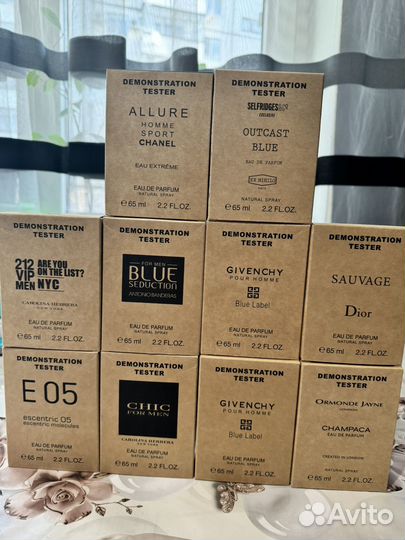 DEMONSTRATION
TESTER
ALLURE
HOMME
SPORT
CHANEL
EAU EXTRÊME
EAU DE PARFUM
NATURAL SPRAY
℮65 ml 2.2 FL.OZ.
DEMONSTRATION
TESTER
SELFRIDGES&CO
EXCLUSIVE
OUTCAST
BLUE
EAU DE PARFUM
EX NIHILO
PARIS
NATURAL SPRAY
℮65 ml 2.2 FL.OZ.
DEMONSTRATION
TESTER
212
VIP
MEN
ARE YOU
ON THE LIST?
NYC
CAROLINA HERRERA
NEW YORK
EAU DE PARFUM
NATURAL SPRAY
℮65 ml 2.2 FL.OZ.
DEMONSTRATION
TESTER
FOR MEN
BLUE
SEDUCTION
ANTONIO BANDERAS
EAU DE PARFUM
NATURAL SPRAY
℮65 ml 2.2 FL.OZ.
DEMONSTRATION
TESTER
GIVENCHY
POUR HOMME
Blue Label
EAU DE PARFUM
NATURAL SPRAY
℮65 ml 2.2 FL.OZ.
DEMONSTRATION
TESTER
SAUVAGE
Dior
EAU DE PARFUM
NATURAL SPRAY
℮65 ml 2.2 FL.OZ.
DEMONSTRATION
TESTER
E 05
escentric 05
escentric molecules
EAU DE PARFUM
NATURAL SPRAY
℮65 ml 2.2 FL.OZ.
DEMONSTRATION
TESTER
CHIC
FOR MEN
CAROLINA HERRERA
NEW YORK
EAU DE PARFUM
NATURAL SPRAY
℮65 ml 2.2 FL.OZ.
DEMONSTRATION
TESTER
GIVENCHY
POUR HOMME
Blue Label
EAU DE PARFUM
NATURAL SPRAY
℮65 ml 2.2 FL.OZ.
DEMONSTRATION
TESTER
ORMONDE JAYNE
LONDON
CHAMPACA
EAU DE PARFUM
CREATED IN LONDON
NATURAL SPRAY
℮65 ml 2.2 FL.OZ.
Avito